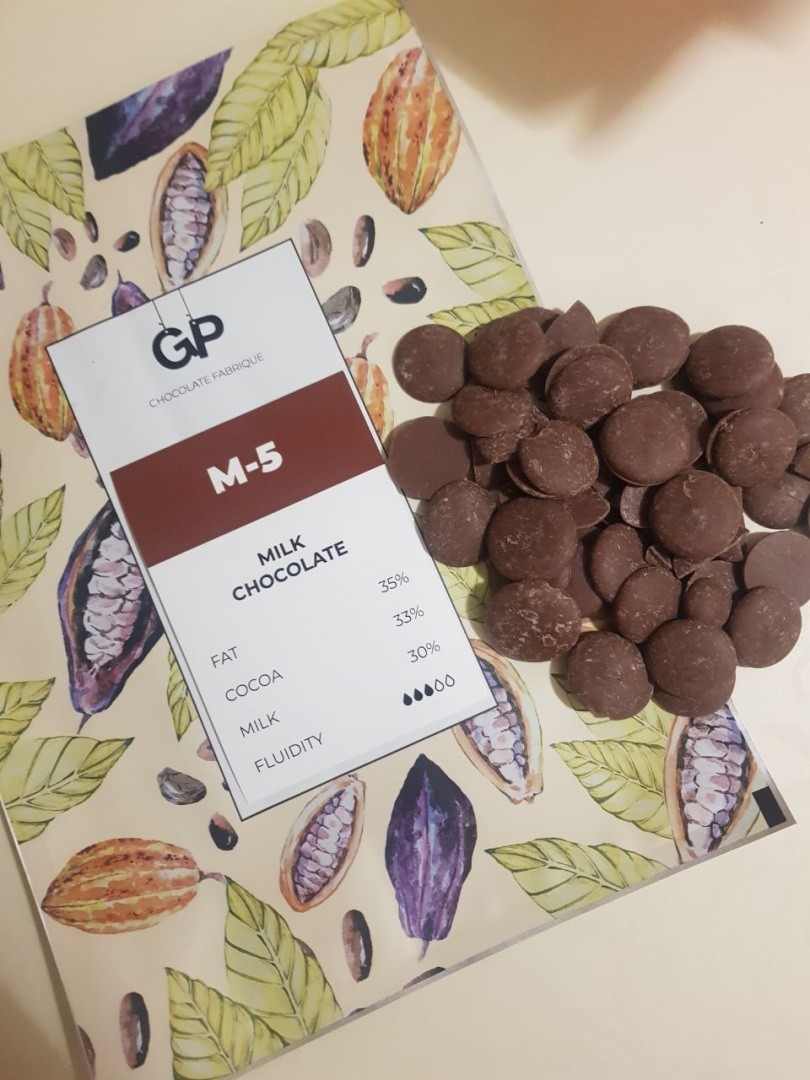 GP
CHOCOLATE FABRIQUE
M-5
MILK
CHOCOLATE
FAT 35%
COCOA 33%
MILK 30%
FLUIDITY